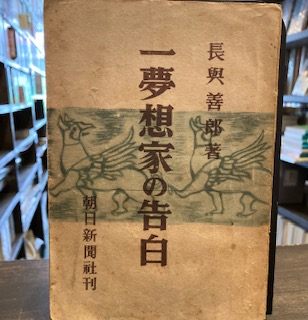 長與善郎著
一夢想家の告白
朝日新聞社刊